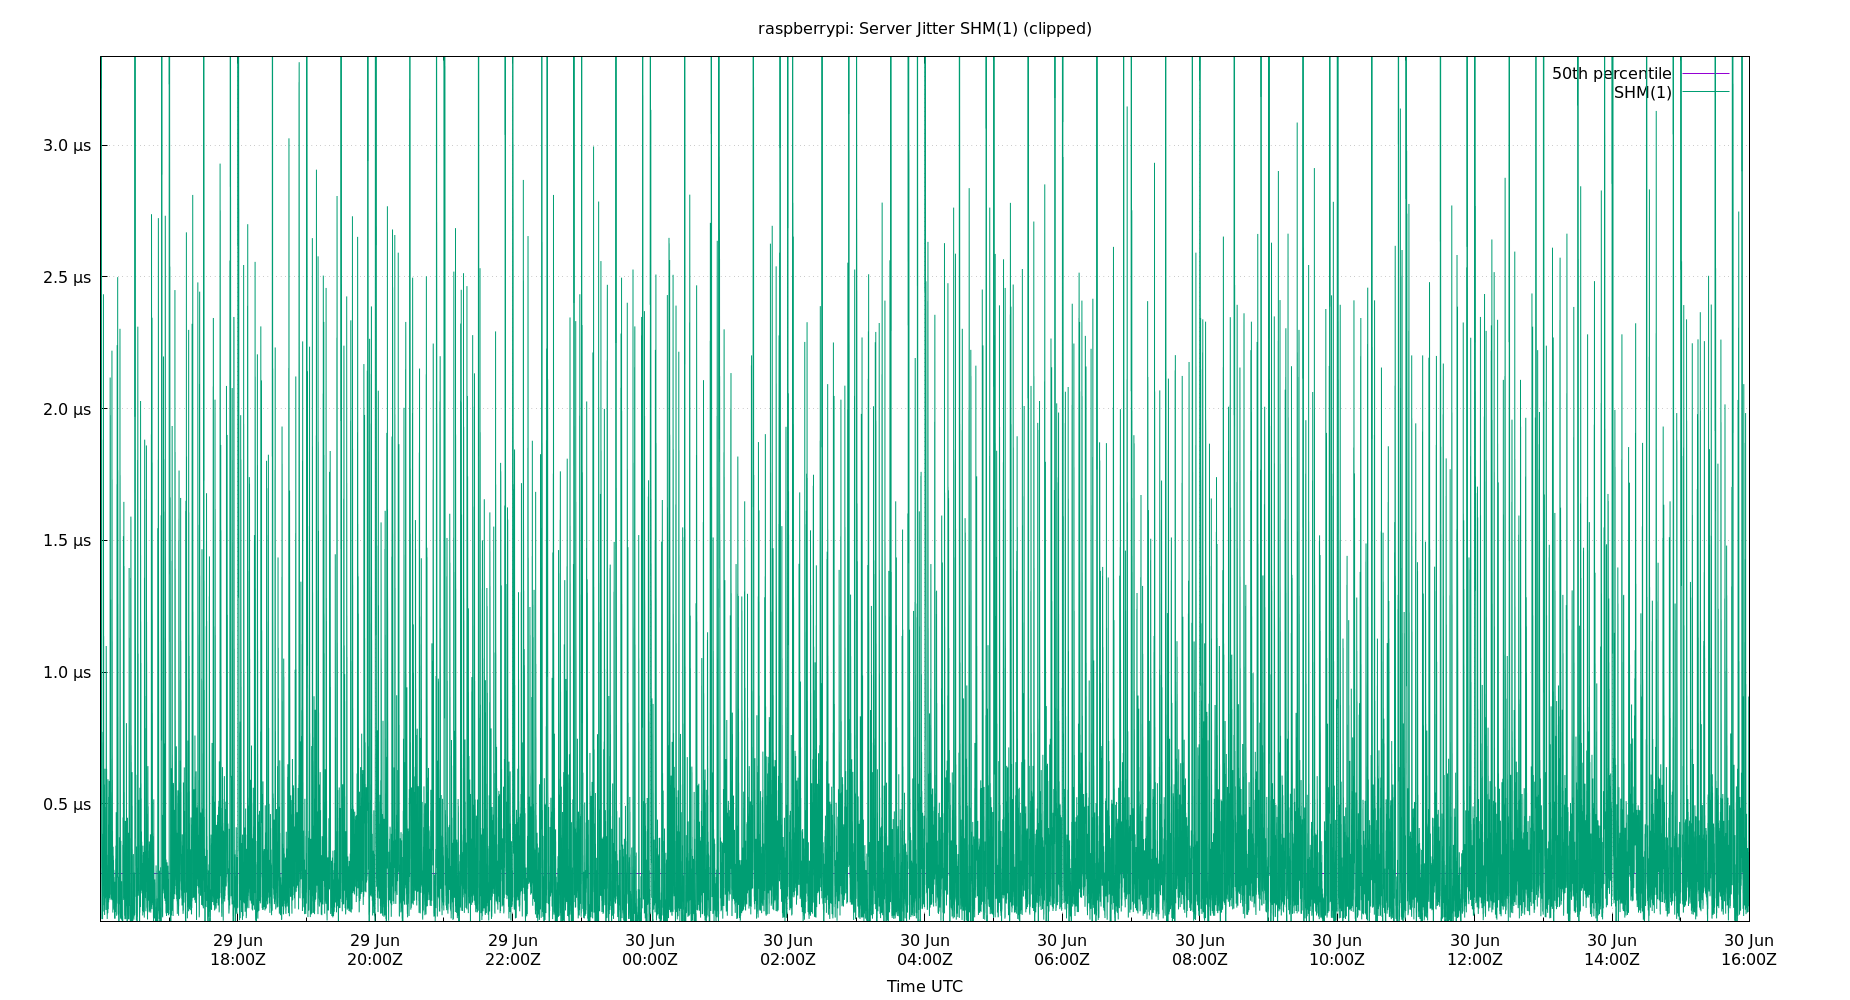 raspberrypi: Server Jitter SHM(1) (clipped)
50th percentile
SHM(1)
3.0 µs
2.5 µs
2.0 µs
1.5 µs
1.0 µs
0.5 µs
29 Jun 29 Jun 29 Jun 30 Jun 30 Jun 30 Jun 30 Jun 30 Jun 30 Jun 30 Jun 30 Jun 30 Jun
18:00Z 20:00Z 22:00Z 00:00Z 02:00Z 04:00Z 06:00Z 08:00Z 10:00Z 12:00Z 14:00Z 16:00Z
Time UTC